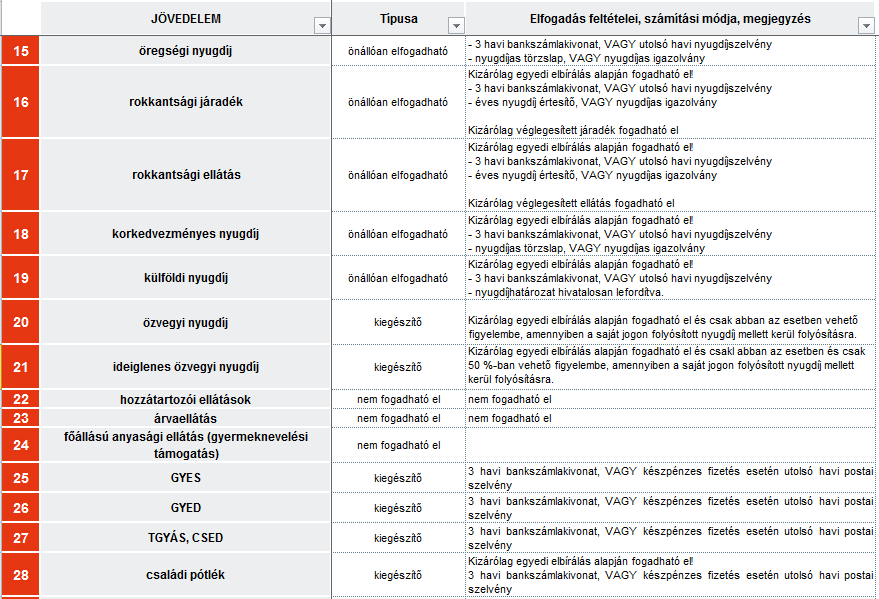 JÖVEDELEM Típusa Elfogadás feltételei, számítási módja, megjegyzés
15 öregségi nyugdíj önállóan elfogadható - 3 havi bankszámlakivonat, VAGY utolsó havi nyugdíjszelvény
- nyugdíjas törzslap, VAGY nyugdíjas igazolvány
16 rokkantsági járadék önállóan elfogadható Kizárólag egyedi elbírálás alapján fogadható el!
- 3 havi bankszámlakivonat, VAGY utolsó havi nyugdíjszelvény
- éves nyugdíj értesítő, VAGY nyugdíjas igazolvány
Kizárólag véglegesített járadék fogadható el
17 rokkantsági ellátás önállóan elfogadható Kizárólag egyedi elbírálás alapján fogadható el!
- 3 havi bankszámlakivonat, VAGY utolsó havi nyugdíjszelvény
- éves nyugdíj értesítő, VAGY nyugdíjas igazolvány
Kizárólag véglegesített ellátás fogadható el
18 korkedvezményes nyugdíj önállóan elfogadható Kizárólag egyedi elbírálás alapján fogadható el!
- 3 havi bankszámlakivonat, VAGY utolsó havi nyugdíjszelvény
- nyugdíjas törzslap, VAGY nyugdíjas igazolvány
19 külföldi nyugdíj önállóan elfogadható Kizárólag egyedi elbírálás alapján fogadható el!
- 3 havi bankszámlakivonat, VAGY utolsó havi nyugdíjszelvény
- nyugdíjhatározat hivatalosan lefordítva.
20 özvegyi nyugdíj kiegészítő Kizárólag egyedi elbírálás alapján fogadható el és csak abban az esetben vehető
figyelembe, amennyiben a saját jogon folyósított nyugdíj mellett kerül folyósításra.
21 ideiglenes özvegyi nyugdíj kiegészítő Kizárólag egyedi elbírálás alapján fogadható el és csakl abban az esetben és csak
50 %-ban vehető figyelembe, amennyiben a saját jogon folyósított nyugdíj mellett
kerül folyósításra.
22 hozzátartozói ellátások nem fogadható el nem fogadható el
23 árvaellátás nem fogadható el nem fogadható el
24 főállású anyasági ellátás (gyermeknevelési
támogatás) nem fogadható el
25 GYES kiegészítő 3 havi bankszámlakivonat, VAGY készpénzes fizetés esetén utolsó havi postai
szelvény
26 GYED kiegészítő 3 havi bankszámlakivonat, VAGY készpénzes fizetés esetén utolsó havi postai
szelvény
27 TGYÁS, CSED kiegészítő 3 havi bankszámlakivonat, VAGY készpénzes fizetés esetén utolsó havi postai
szelvény
28 családi pótlék kiegészítő Kizárólag egyedi elbírálás alapján fogadható el!
3 havi bankszámlakivonat, VAGY készpénzes fizetés esetén utolsó havi postai
szelvény